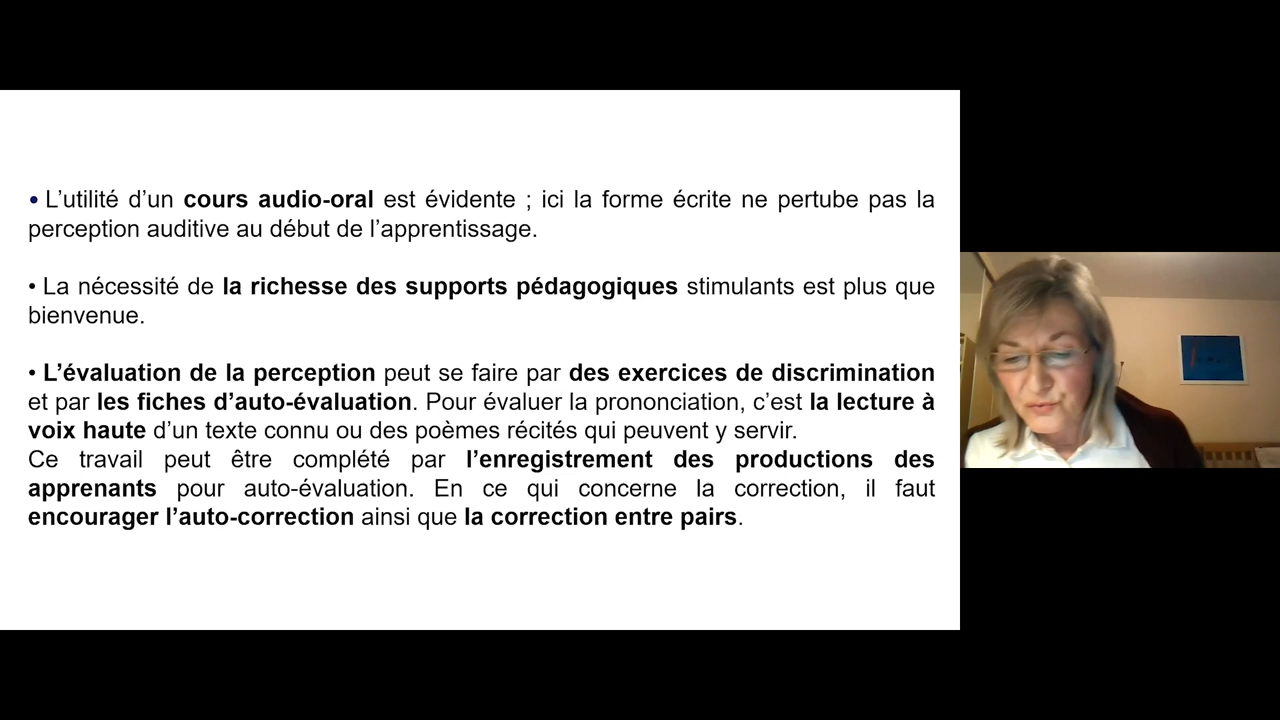 • L’utilité d’un cours audio-oral est évidente ; ici la forme écrite ne pertube pas la
perception auditive au début de l’apprentissage.
• La nécessité de la richesse des supports pédagogiques stimulants est plus que
bienvenue.
• L’évaluation de la perception peut se faire par des exercices de discrimination
et par les fiches d’auto-évaluation. Pour évaluer la prononciation, c’est la lecture à
voix haute d’un texte connu ou des poèmes récités qui peuvent y servir.
Ce travail peut être complété par l’enregistrement des productions des
apprenants pour auto-évaluation. En ce qui concerne la correction, il faut
encourager l’auto-correction ainsi que la correction entre pairs.